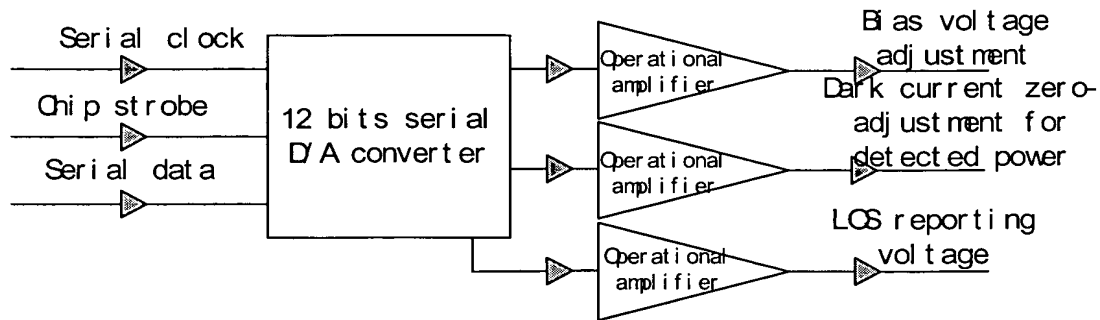 Serial clock
Chip strobe
Serial data
12 bits serial
D/A converter
Operational
amplifier
Operational
amplifier
Operational
amplifier
Bias voltage
adjustment
Dark current zero-
adjustment for
detected power
LOS reporting
voltage